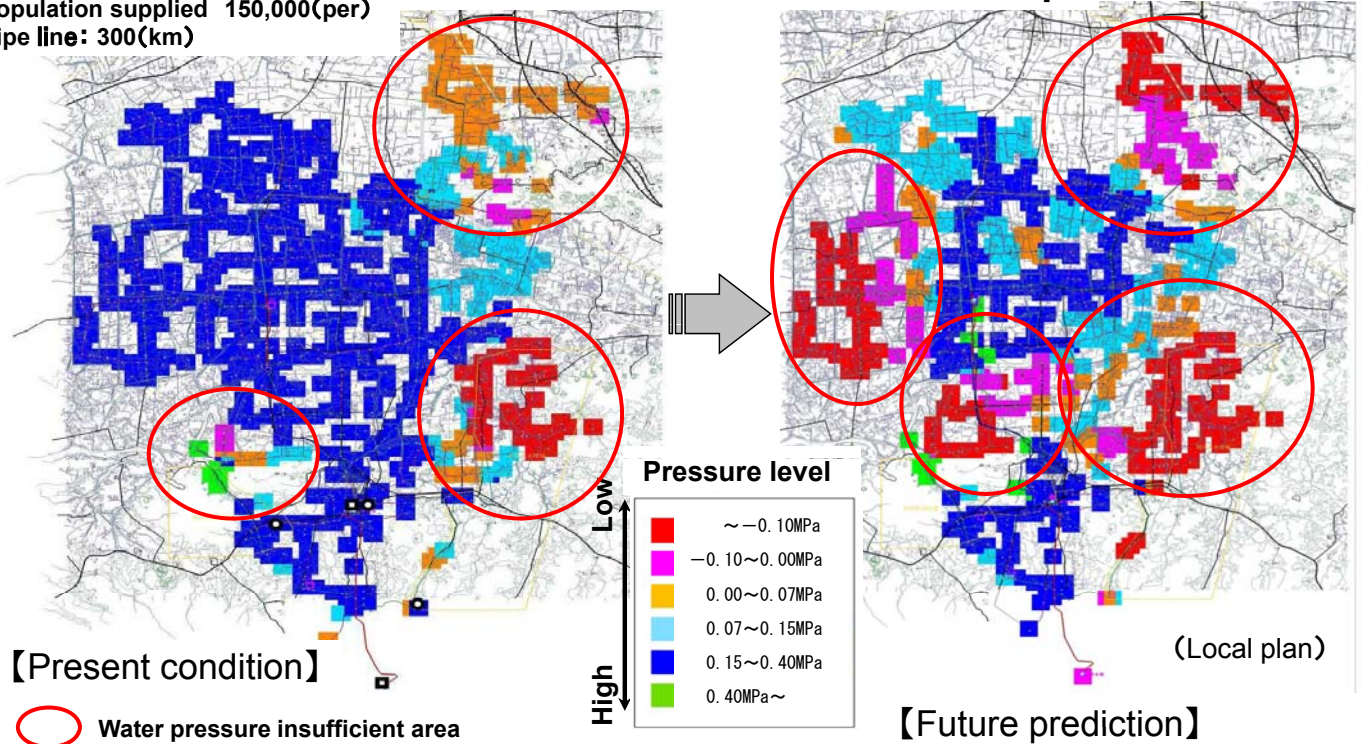 opulation supplied 150,000(per)
ipe line: 300(km)
Pressure level
Low
High
～－0.10MPa
－0.10～0.00MPa
0.00～0.07MPa
0.07～0.15MPa
0.15～0.40MPa
0.40MPa～
【Present condition】
Water pressure insufficient area
(Local plan)
【Future prediction】